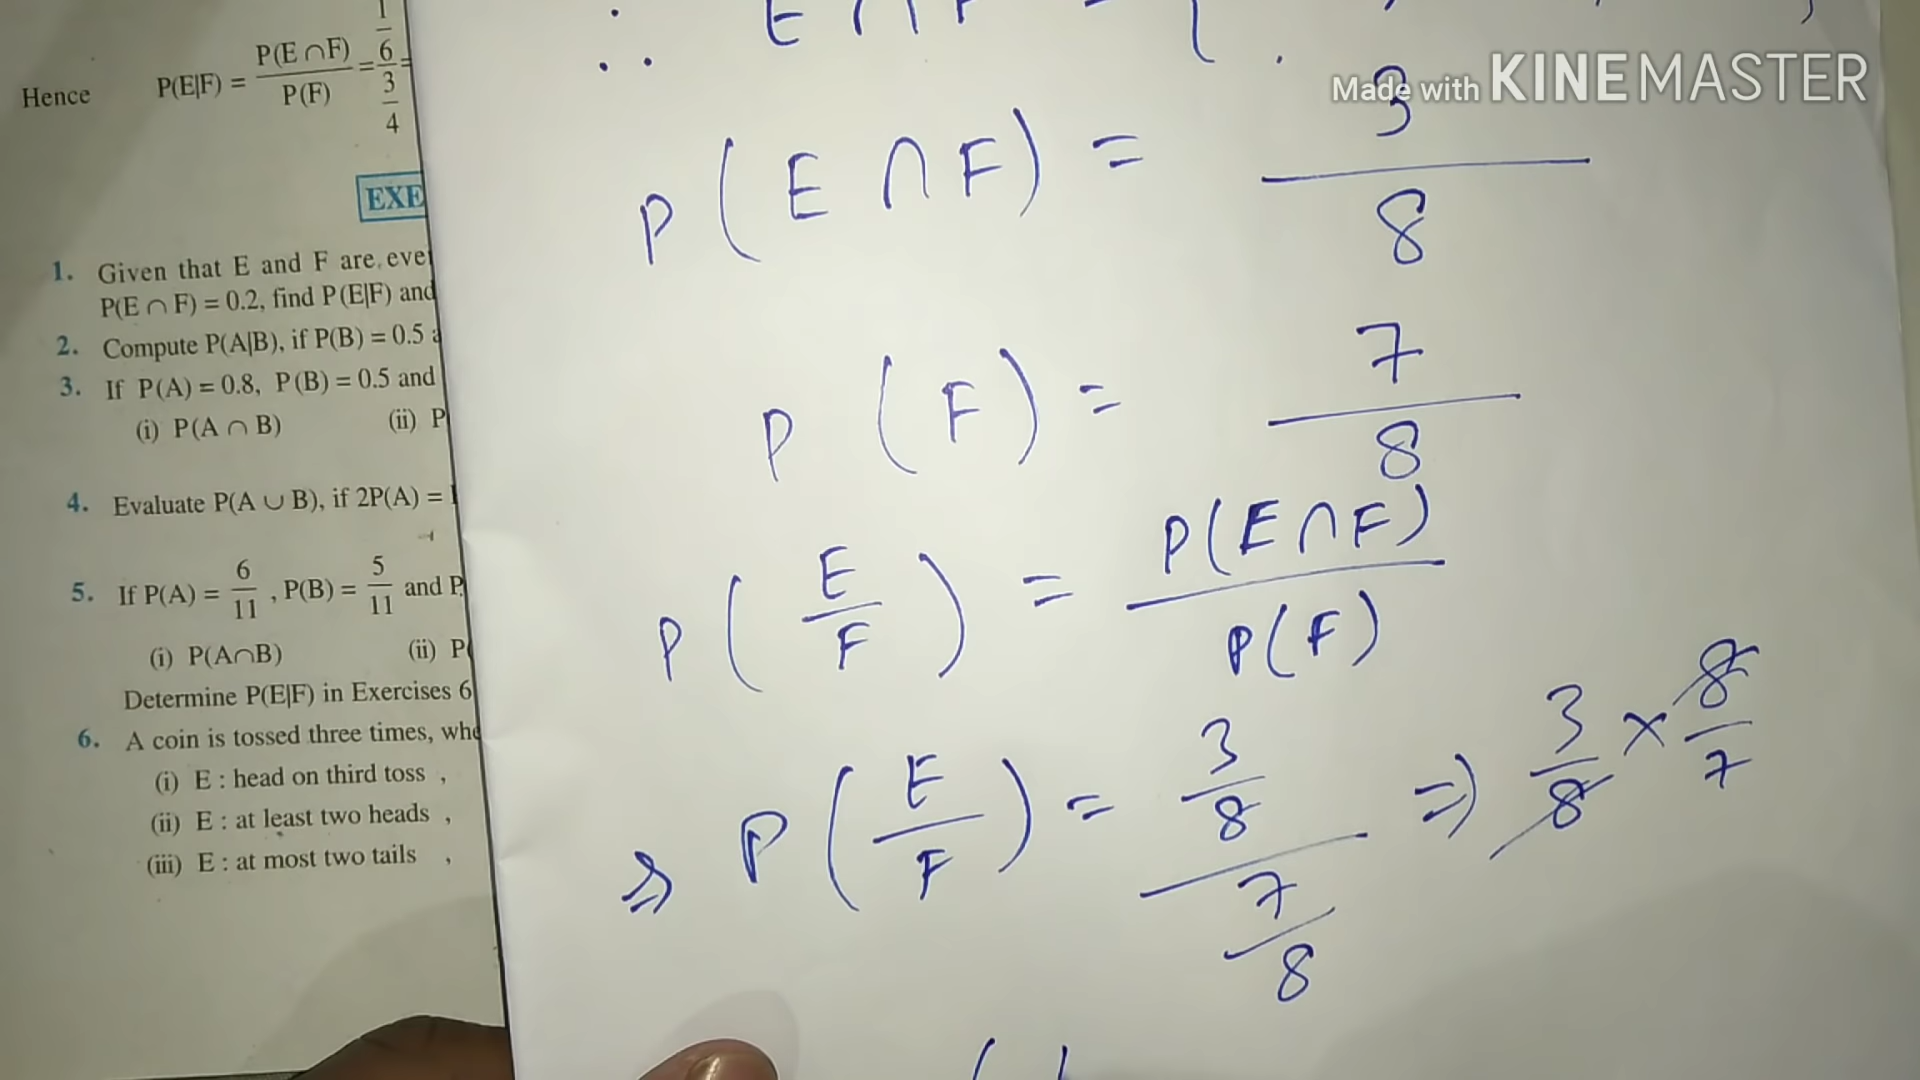 Hence P(E|F) = P(E ∩ F) / P(F) = 1/6 / 3/4 =
EXE
1. Given that E and F are eve
P(E ∩ F) = 0.2, find P(E|F) and
2. Compute P(A|B), if P(B) = 0.5
3. If P(A) = 0.8, P(B) = 0.5 and
(i) P(A ∩ B) (ii) P
4. Evaluate P(A ∪ B), if 2P(A) =
5. If P(A) = 6/11 , P(B) = 5/11 and P
(i) P(A∩B) (ii) P(
Determine P(E|F) in Exercises 6
6. A coin is tossed three times, whe
(i) E : head on third toss ,
(ii) E : at least two heads ,
(iii) E : at most two tails ,
∴ E ∩ F = {
Made with KINEMASTER
P(E ∩ F) = 3/8
P(F) = 7/8
P(E/F) = P(E∩F) / P(F)
⇒ P(E/F) = 3/8 / 7/8 ⇒ 3/8 × 8/7